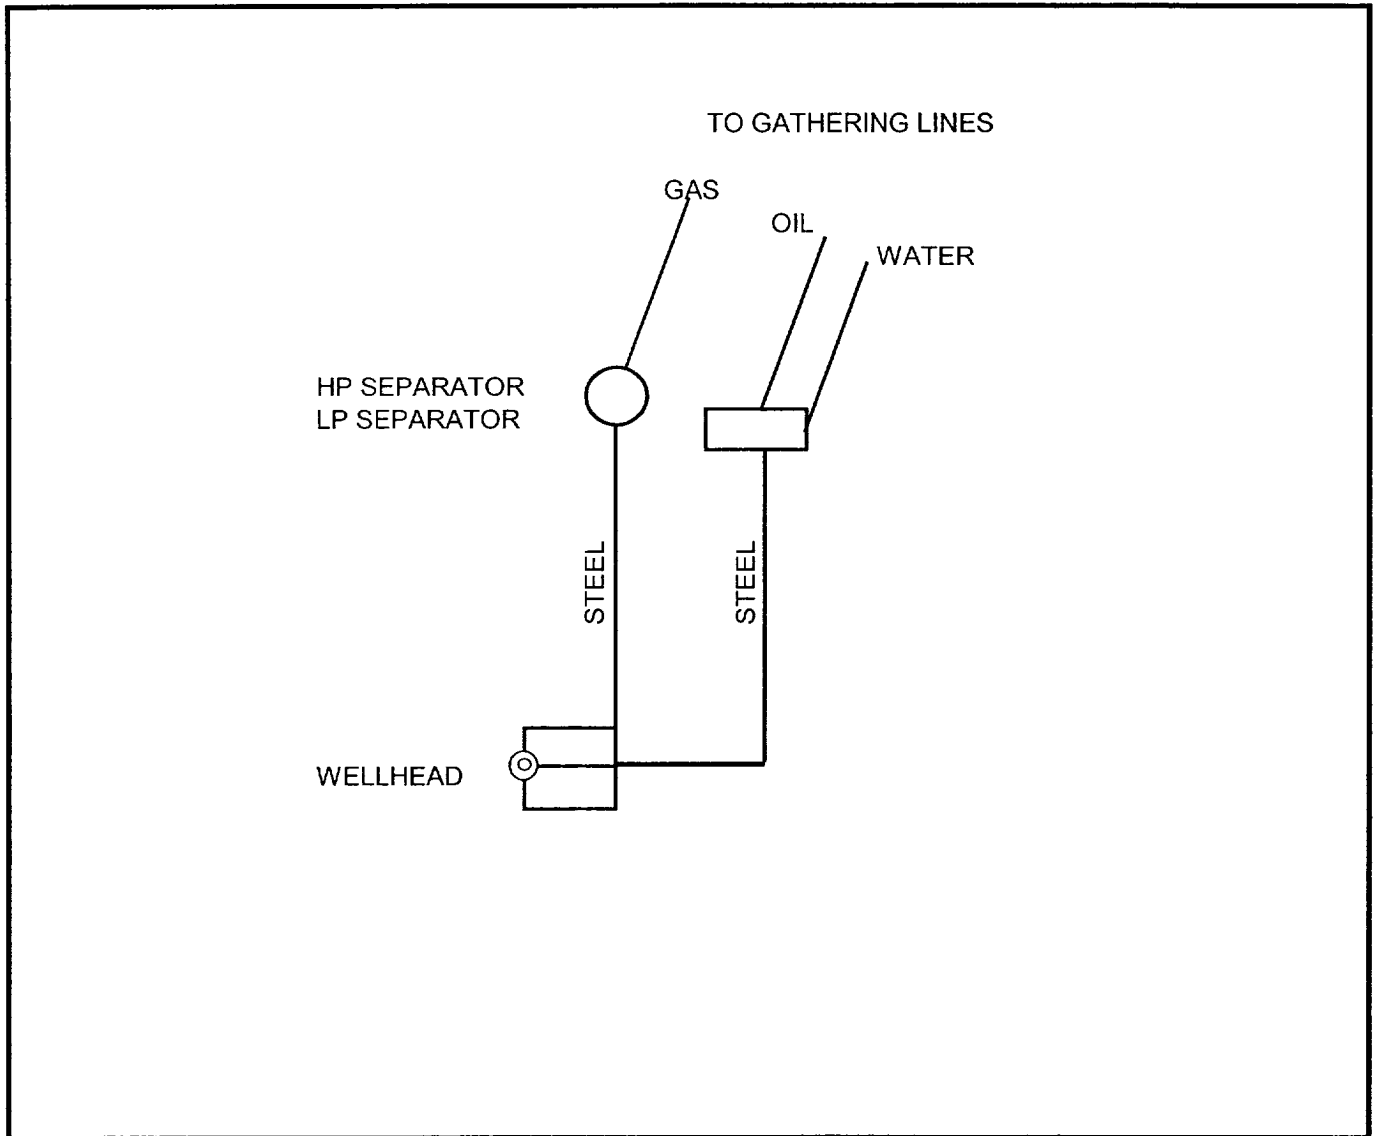 TO GATHERING LINES
GAS
OIL
WATER
HP SEPARATOR
LP SEPARATOR
STEEL
STEEL
WELLHEAD